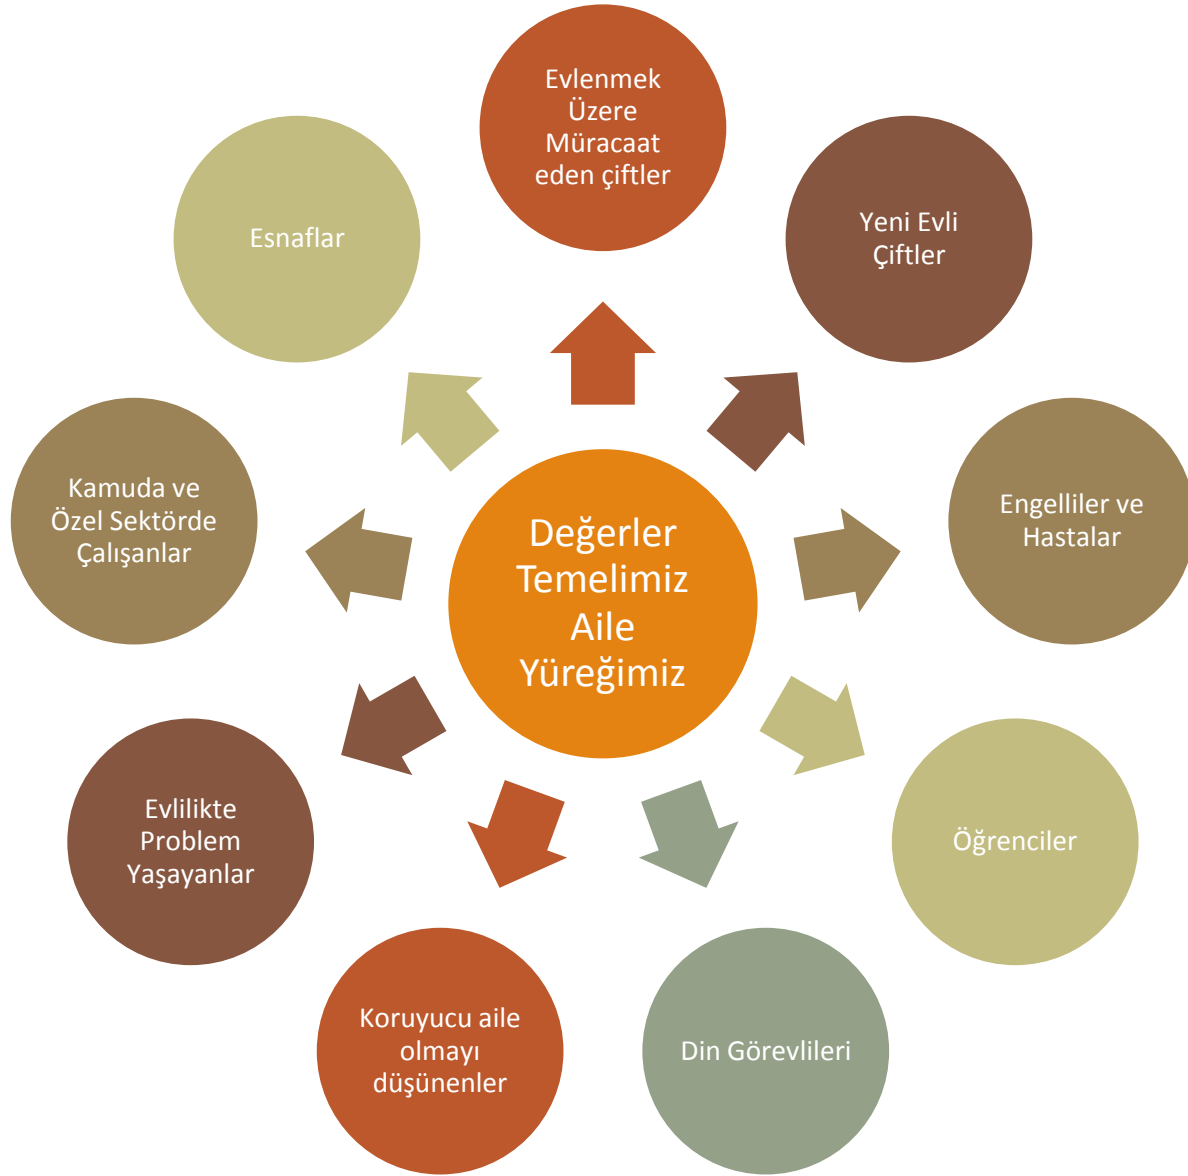 Evlenmek
Üzere
Müracaat
eden çiftler
Yeni Evli
Çiftler
Engelliler ve
Hastalar
Öğrenciler
Din Görevlileri
Koruyucu aile
olmayı
düşünenler
Evlilikte
Problem
Yaşayanlar
Kamuda ve
Özel Sektörde
Çalışanlar
Esnaflar
Değerler
Temelimiz
Aile
Yüreğimiz